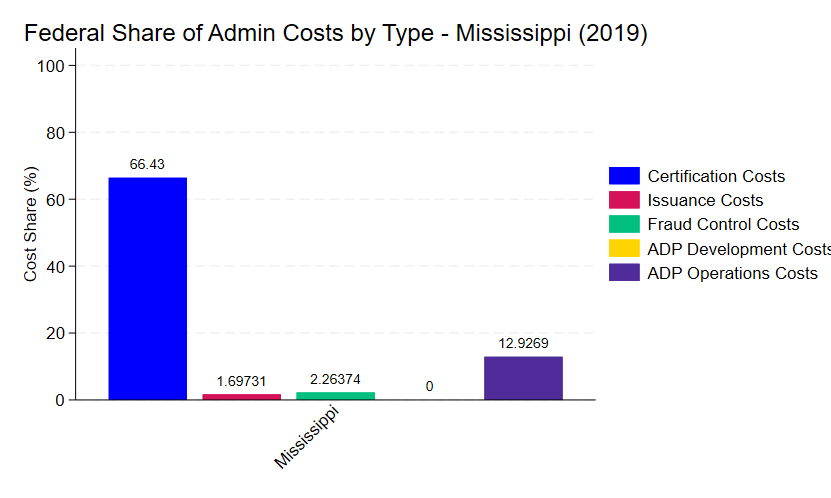 Federal Share of Admin Costs by Type - Mississippi (2019)
Cost Share (%)
100
80
60
40
20
0
66.43
1.69731
2.26374
0
12.9269
Mississippi
Certification Costs
Issuance Costs
Fraud Control Costs
ADP Development Costs
ADP Operations Costs